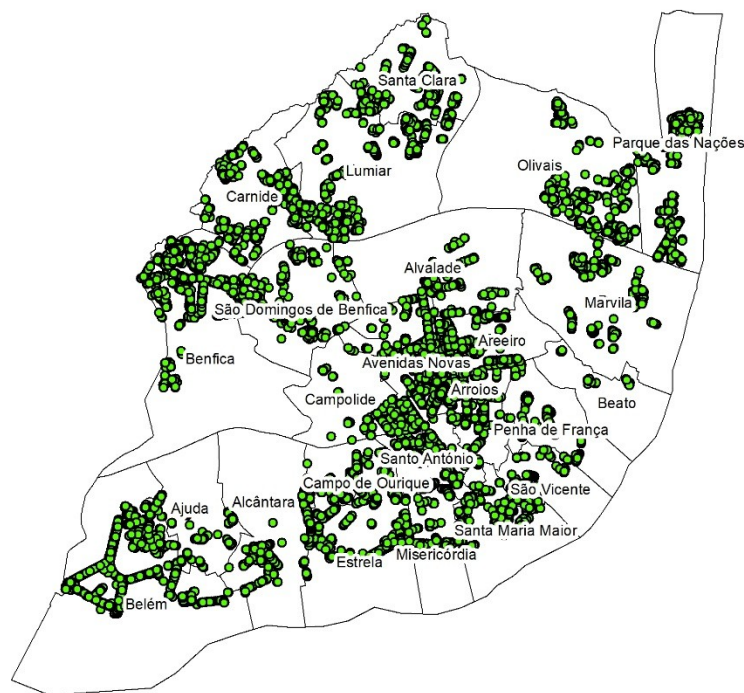 Santa Clara
Parque das Nações
Olivais
Lumiar
Carnide
Alvalade
Marvila
São Domingos de Benfica
Areeiro
Benfica
Avenidas Novas
Arroios
Campolide
Beato
Penha de França
Santo António
Campo de Ourique
São Vicente
Alcântara
Ajuda
Santa Maria Maior
Misericórdia
Estrela
Belém